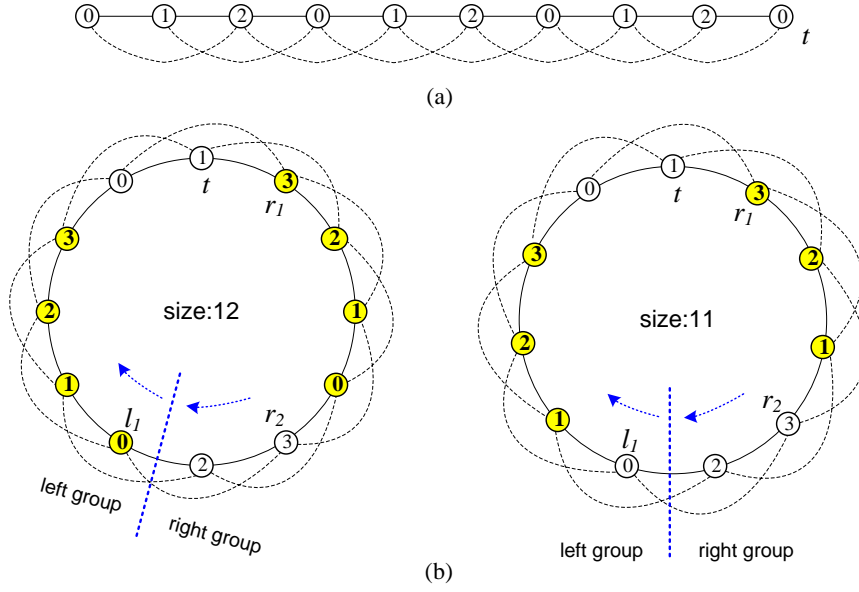 0 1 2 0 1 2 0 1 2 0
t
(a)
1
0 3
t
r1
3 2
2 size:12 1
1 0
l1 r2
0 3
2
left group
right group
1
0 3
t
r1
3 2
2 size:11 1
1 r2
3
l1
0 2
left group right group
(b)